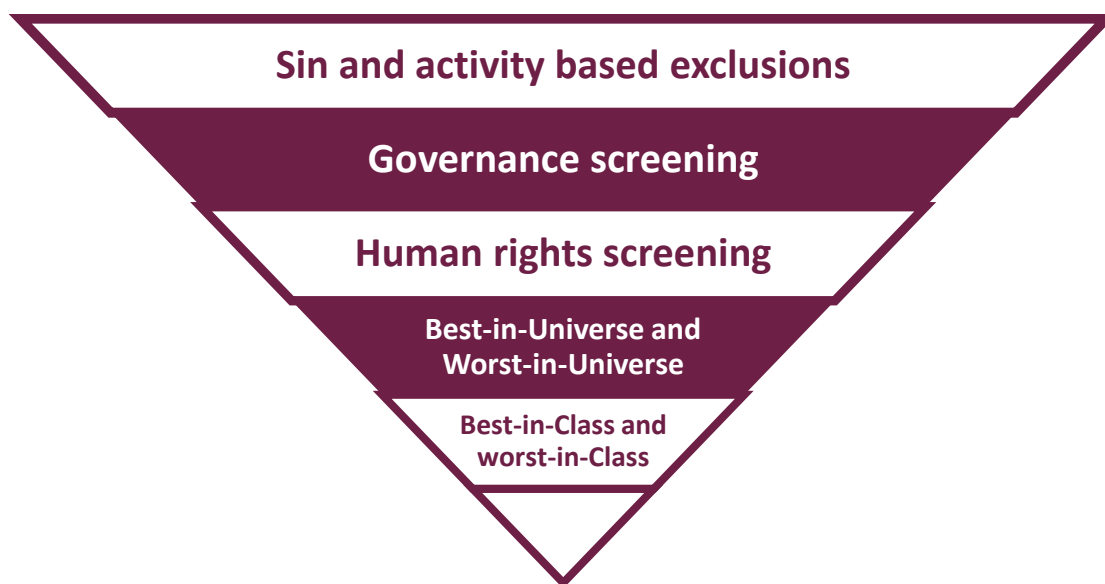 Sin and activity based exclusions
Governance screening
Human rights screening
Best-in-Universe and
Worst-in-Universe
Best-in-Class and
worst-in-Class